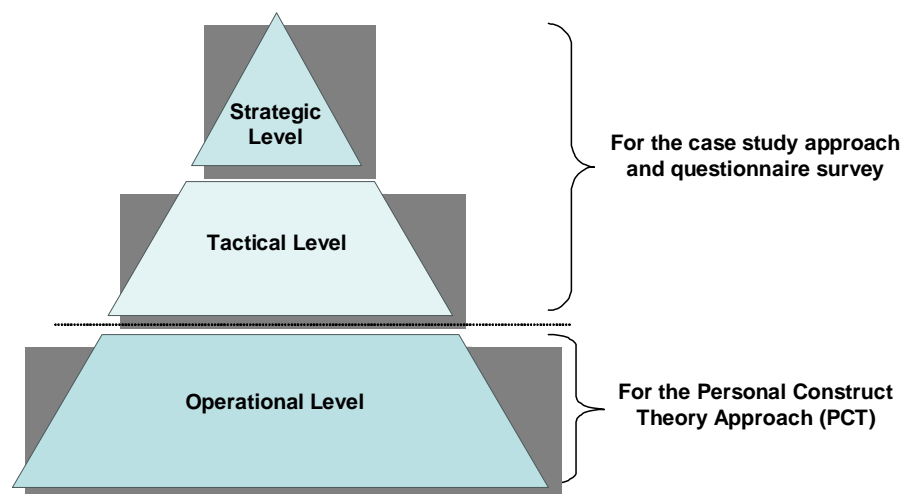 Strategic
Level
For the case study approach
and questionnaire survey
Tactical Level
Operational Level
For the Personal Construct
Theory Approach (PCT)